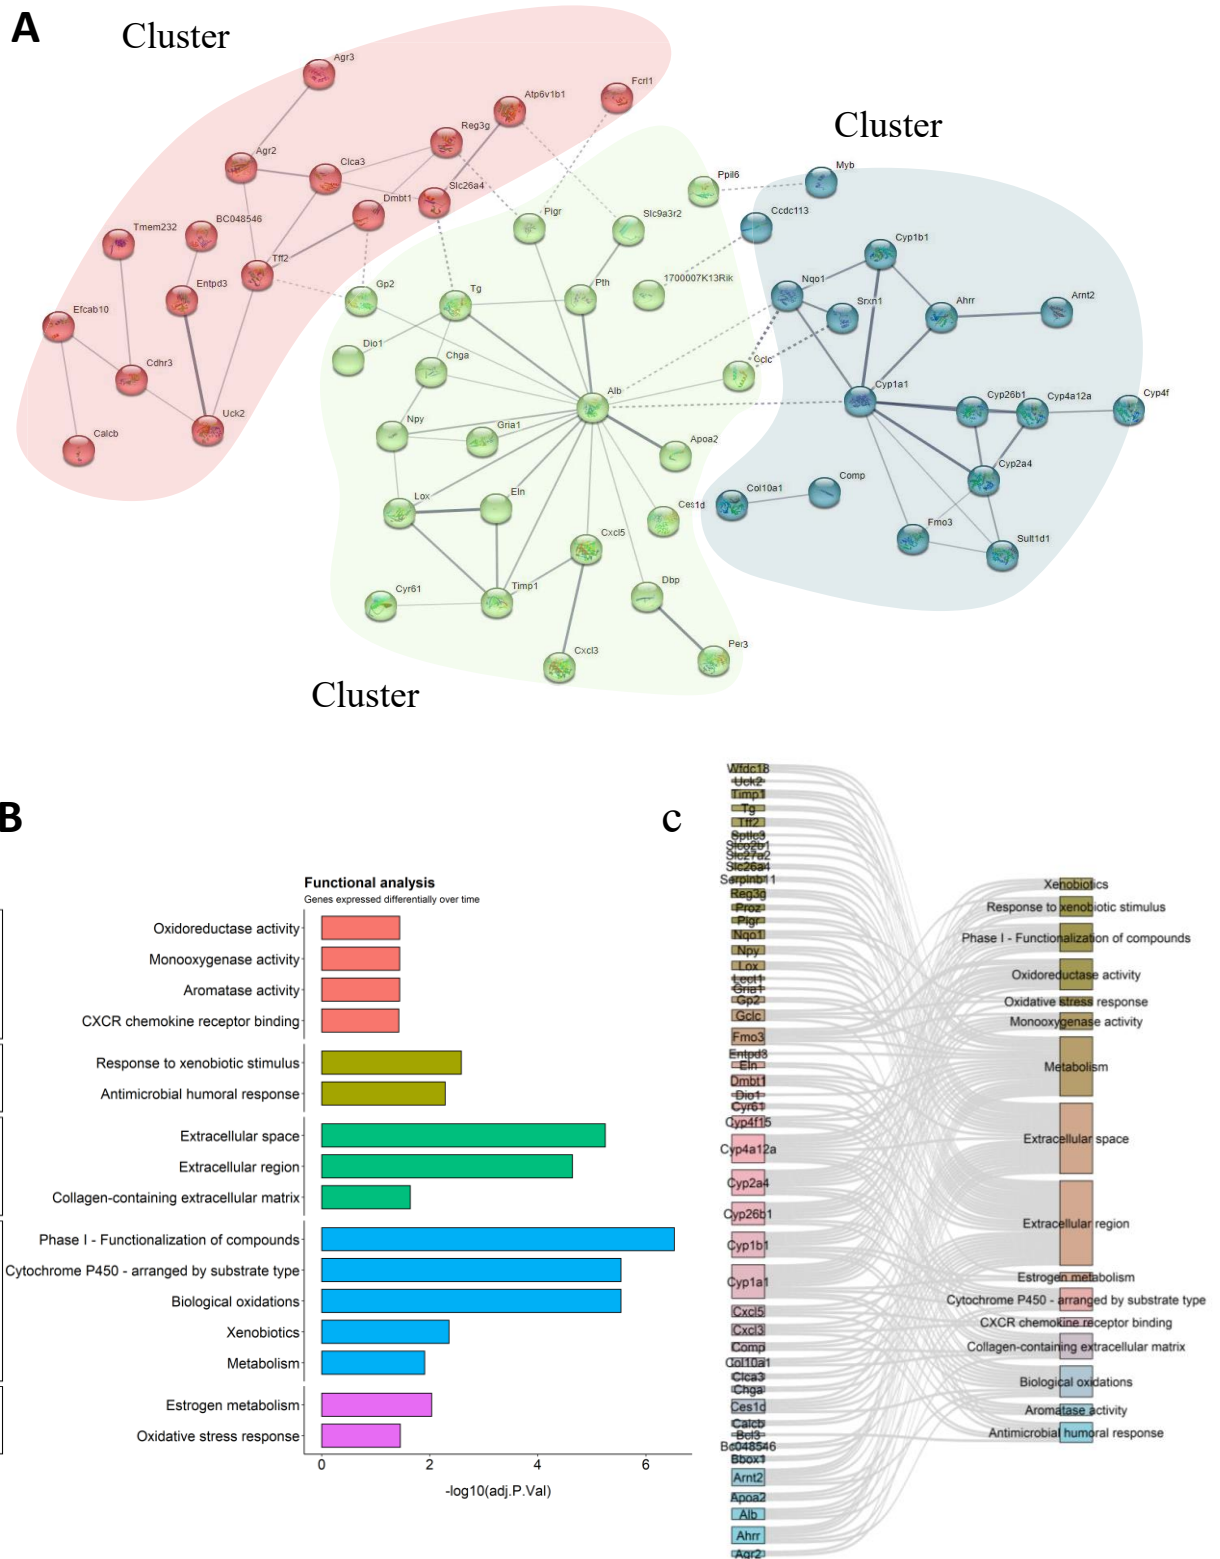 A
Cluster
Agr3
Fcrl1
Atp6v1b1
Reg3g
Cluster
Agr2
Clca3
Myb
Ppil6
Slc26a4
Dmbt1
Pigr
Slc9a3r2
Ccdc113
BC048546
Tmem232
Cyp1b1
Tff2
Entpd3
Gp2
Tg
Pth
1700007K13Rik
Nqo1
Srxn1
Ahrr
Arnt2
Efcab10
Dio1
Chga
Gclc
Cdhr3
Alb
Cyp1a1
Cyp26b1
Cyp4a12a
Cyp4f
Uck2
Npy
Gria1
Apoa2
Calcb
Cyp2a4
Comp
Col10a1
Lox
Eln
Ces1d
Fmo3
Cxcl5
Sult1d1
Cyr61
Timp1
Dbp
Cxcl3
Per3
Cluster
B
Functional analysis
Genes expressed differentially over time
Oxidoreductase activity
Monooxygenase activity
Aromatase activity
CXCR chemokine receptor binding
Response to xenobiotic stimulus
Antimicrobial humoral response
Extracellular space
Extracellular region
Collagen-containing extracellular matrix
Phase I - Functionalization of compounds
Cytochrome P450 - arranged by substrate type
Biological oxidations
Xenobiotics
Metabolism
Estrogen metabolism
Oxidative stress response
0 2 4 6
-log10(adj.P.Val)
c
Wfdc18
Uck2
Timp1
Tg
Tff2
Sptlc3
Slco2b1
Slc27a2
Slc26a4
Serpinb11
Reg3g
Proz
Pigr
Nqo1
Npy
Lox
Lect1
Gria1
Gp2
Gclc
Fmo3
Entpd3
Eln
Dmbt1
Dio1
Cyr61
Cyp4f15
Cyp4a12a
Cyp2a4
Cyp26b1
Cyp1b1
Cyp1a1
Cxcl5
Cxcl3
Comp
Col10a1
Clca3
Chga
Ces1d
Calcb
Bcl3
Bc048546
Bbox1
Arnt2
Apoa2
Alb
Ahrr
Agr2
Xenobiotics
Response to xenobiotic stimulus
Phase I - Functionalization of compounds
Oxidoreductase activity
Oxidative stress response
Monooxygenase activity
Metabolism
Extracellular space
Extracellular region
Estrogen metabolism
Cytochrome P450 - arranged by substrate type
CXCR chemokine receptor binding
Collagen-containing extracellular matrix
Biological oxidations
Aromatase activity
Antimicrobial humoral response